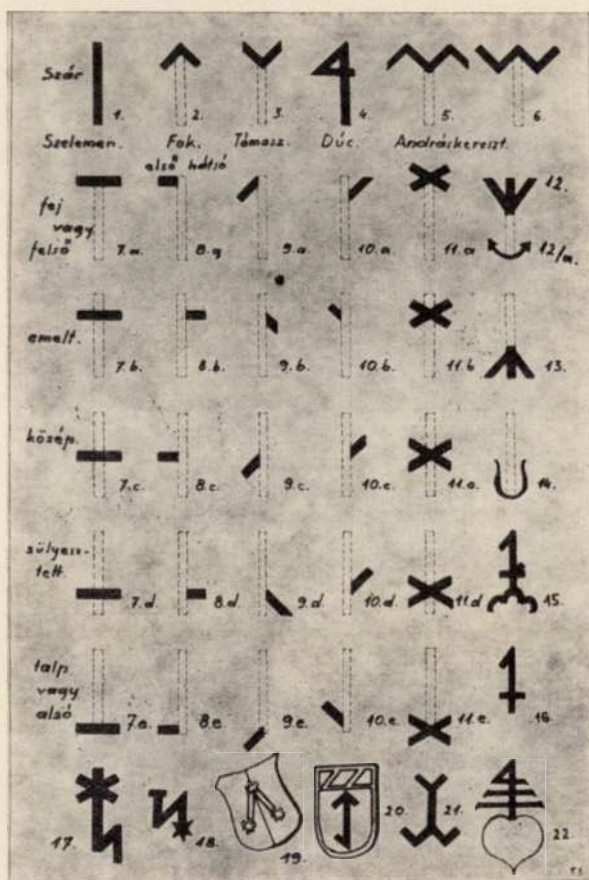 Szár
1. 2. 3. 4. 5. 6.
Szelemen. Fok. Támasz. Dúc. Andráskereszt.
első hátsó
fej vagy felső
7.a. 8.a 9.a 10.a. 11.a 12.
12/a.
emelt.
7.b. 8.b. 9.b. 10.b. 11.b 13.
közép.
7.c. 8.c. 9.c. 10.c. 11.c. 14.
sülyesz-
tett.
7.d. 8.d. 9.d. 10.d. 11.d 15.
talp
vagy
alsó
7.e. 8.e. 9.e 10.e. 11.e. 16.
17. 18. 19. 20. 21. 22.